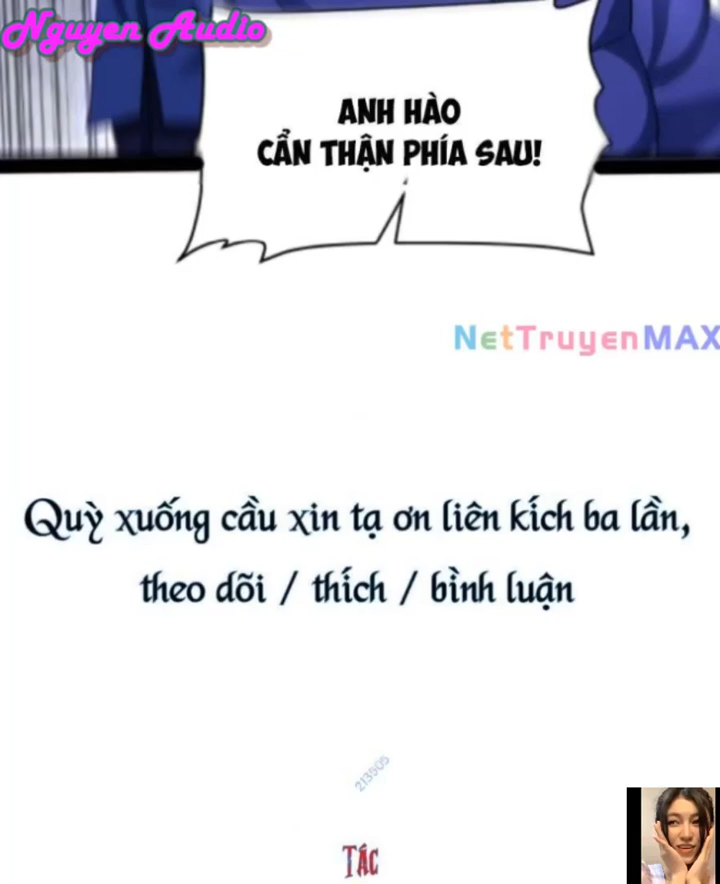 Nguyen Audio
ANH HÀO
CẨN THẬN PHÍA SAU!
NetTruyenMAX
Quỳ xuống cầu xin tạ ơn liên kích ba lần,
theo dõi / thích / bình luận
213505
TÁC